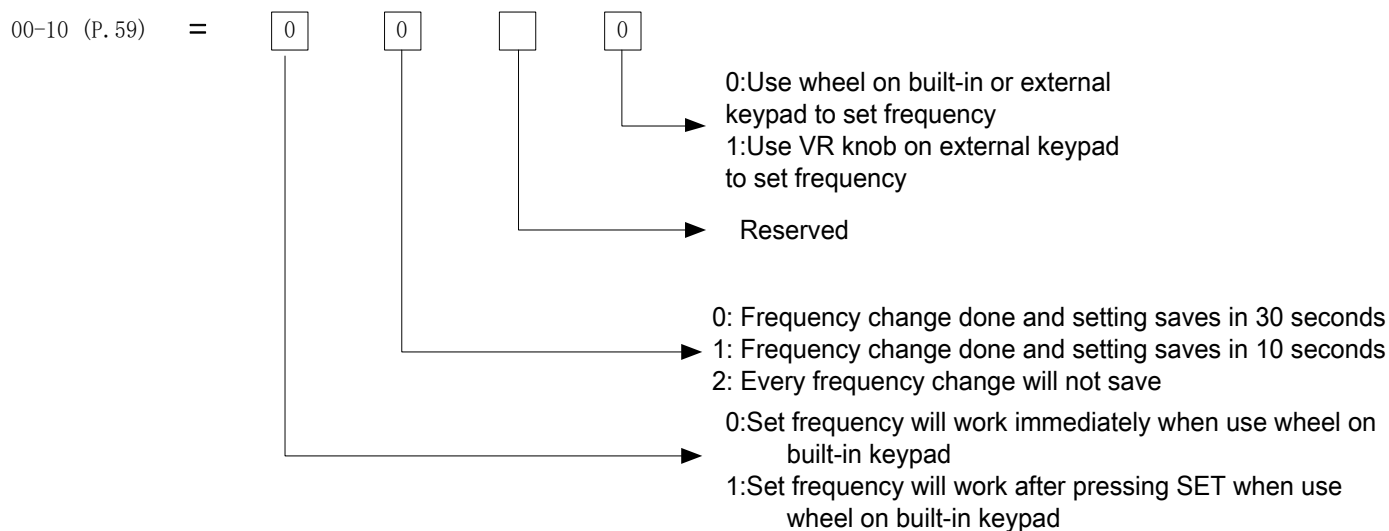 00-10 (P.59) = 0 0 0
0:Use wheel on built-in or external
keypad to set frequency
1:Use VR knob on external keypad
to set frequency
Reserved
0: Frequency change done and setting saves in 30 seconds
1: Frequency change done and setting saves in 10 seconds
2: Every frequency change will not save
0:Set frequency will work immediately when use wheel on
built-in keypad
1:Set frequency will work after pressing SET when use
wheel on built-in keypad